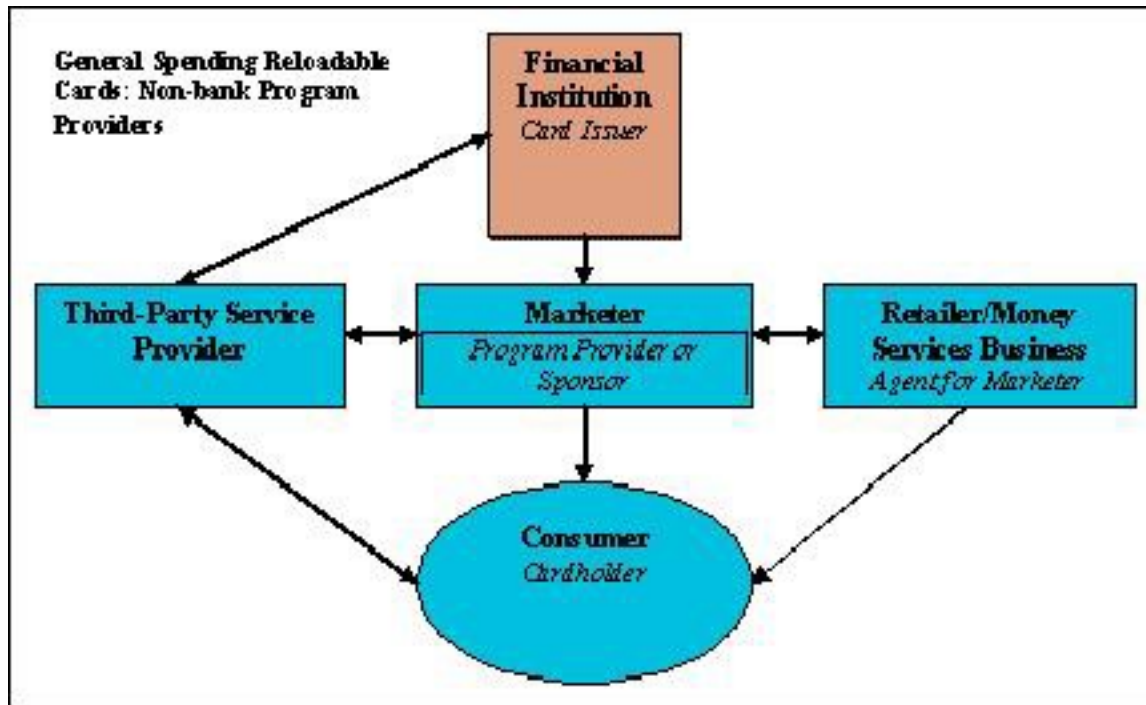 General Spending Reloadable
Cards: Non-bank Program
Providers
Financial
Institution
Card Issuer
Third-Party Service
Provider
Marketer
Program Provider or
Sponsor
Retailer/Money
Services Business
Agent for Marketer
Consumer
Cardholder